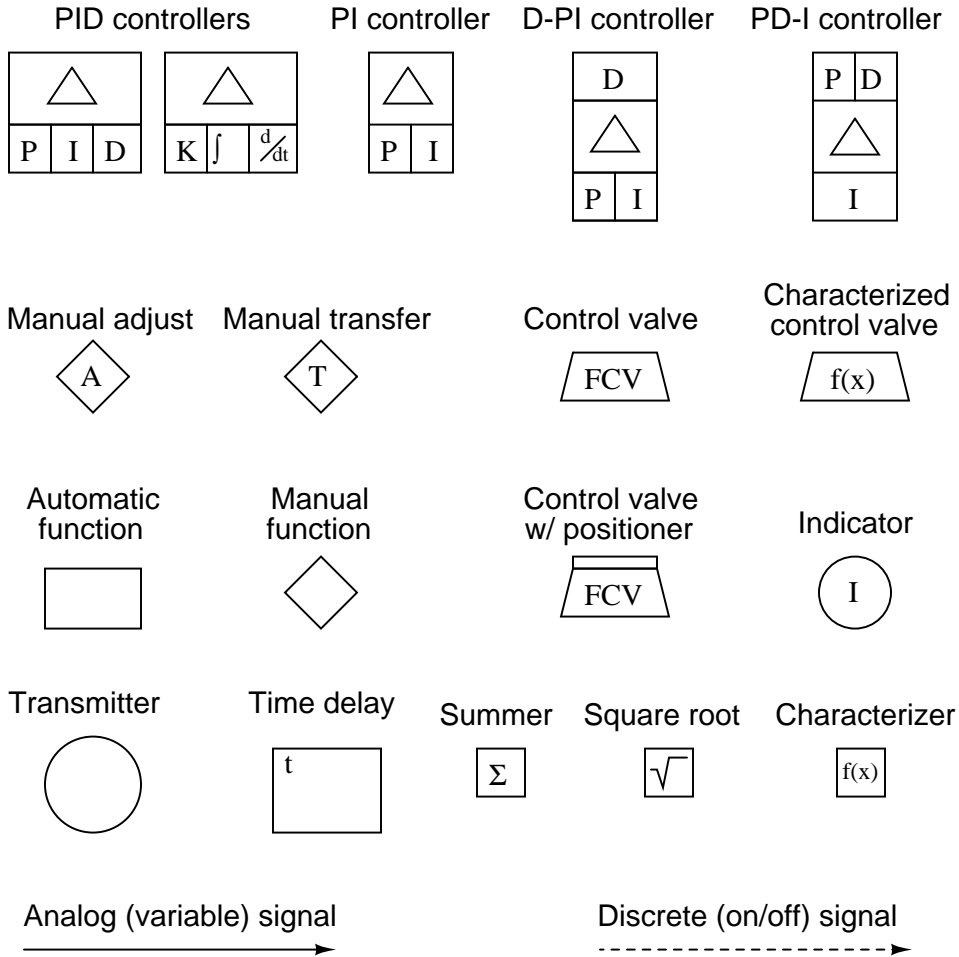 PID controllers PI controller D-PI controller PD-I controller
D P D
P I D K ∫ d/dt P I
P I I
Characterized
Manual adjust Manual transfer Control valve control valve
A T FCV f(x)
Automatic Manual Control valve
function function w/ positioner Indicator
FCV I
Transmitter Time delay Summer Square root Characterizer
t Σ √ f(x)
Analog (variable) signal Discrete (on/off) signal